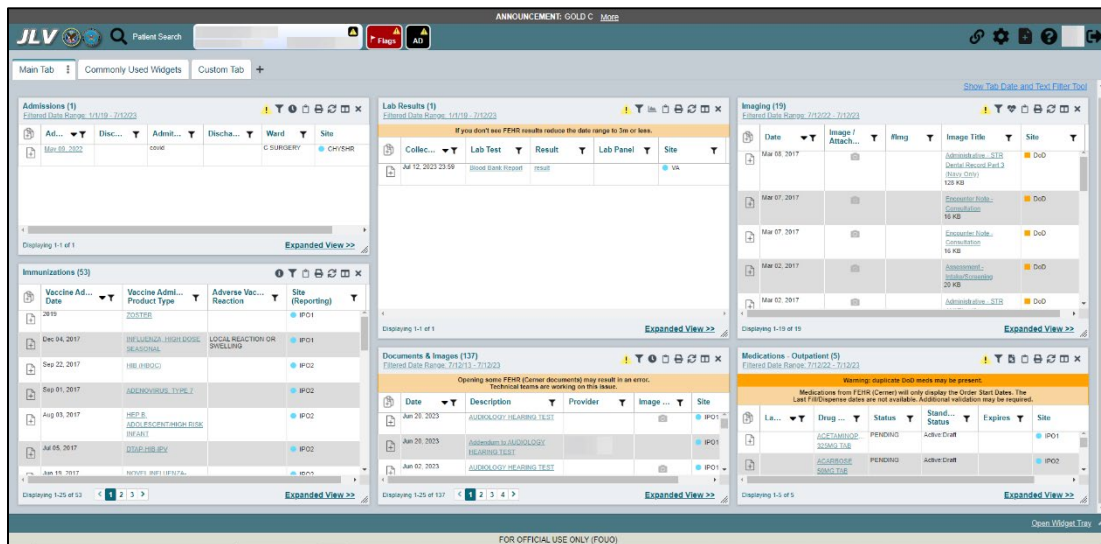 ANNOUNCEMENT: GOLD C More
JLV Patient Search Flags AD
Main Tab Commonly Used Widgets Custom Tab +
Show Tab Date and Text Filter Tool
Admissions (1)
Filtered Date Range: 1/1/19 - 7/12/23
Ad... Disc... Admit... Discha... Ward Site
May 09, 2022 covid C SURGERY CHYSHR
Displaying 1-1 of 1 Expanded View >>
Lab Results (1)
Filtered Date Range: 1/1/19 - 7/12/23
If you don't see FEHR results reduce the date range to 3m or less.
Collec... Lab Test Result Lab Panel Site
Jul 12, 2023 23:59 Blood Bank Report result VA
Displaying 1-1 of 1 Expanded View >>
Imaging (19)
Filtered Date Range: 7/12/22 - 7/12/23
Date Image / Attach... #Img Image Title Site
Mar 08, 2017 Administrative - STR DoD
Dental Record Part 3
(Navy Only)
128 KB
Mar 07, 2017 Encounter Note - DoD
Consultation
16 KB
Mar 07, 2017 Encounter Note - DoD
Consultation
16 KB
Mar 02, 2017 Assessment - DoD
Intake/Screening
20 KB
Mar 02, 2017 Administrative - STR DoD
Displaying 1-19 of 19 Expanded View >>
Immunizations (53)
Vaccine Ad... Date Vaccine Admi... Product Type Adverse Vac... Reaction Site (Reporting)
2019 ZOSTER IPO1
Dec 04, 2017 INFLUENZA, HIGH DOSE LOCAL REACTION OR IPO1
SEASONAL SWELLING
Sep 22, 2017 HIB (HBOC) IPO2
Sep 01, 2017 ADENOVIRUS, TYPE 7 IPO2
Aug 03, 2017 HEP B, IPO2
ADOLESCENT/HIGH RISK
INFANT
Jul 05, 2017 DTAP-HIB-IPV IPO2
Jun 19, 2017 NOVEL INFLUENZA- IPO2
Displaying 1-25 of 53 < 1 2 3 > Expanded View >>
Documents & Images (137)
Filtered Date Range: 7/12/13 - 7/12/23
Opening some FEHR (Cerner documents) may result in an error.
Technical teams are working on this issue.
Date Description Provider Image ... Site
Jun 20, 2023 AUDIOLOGY HEARING TEST IPO1
Jun 20, 2023 Addendum to AUDIOLOGY IPO1
HEARING TEST
Jun 02, 2023 AUDIOLOGY HEARING TEST IPO1
Displaying 1-25 of 137 < 1 2 3 4 > Expanded View >>
Medications - Outpatient (5)
Filtered Date Range: 7/12/22 - 7/12/23
Warning: duplicate DoD meds may be present.
Medications from FEHR (Cerner) will only display the Order Start Dates. The
Last Fill/Dispense dates are not available. Additional validation may be required.
La... Drug ... Status Stand... Status Expires Site
ACETAMINOP... PENDING Active:Draft IPO1
325MG TAB
ACARBOSE PENDING Active:Draft IPO2
50MG TAB
Displaying 1-5 of 5 Expanded View >>
Open Widget Tray
FOR OFFICIAL USE ONLY (FOUO)